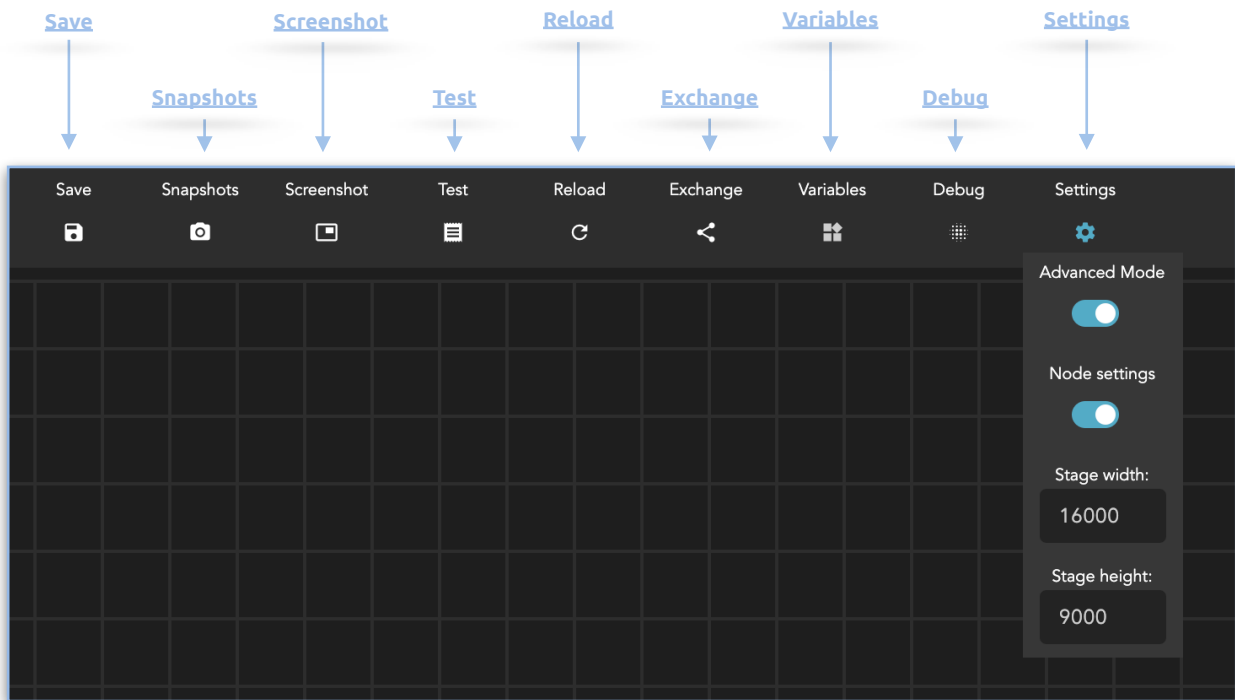 Save
Screenshot
Reload
Variables
Settings
Snapshots
Test
Exchange
Debug
Save
Snapshots
Screenshot
Test
Reload
Exchange
Variables
Debug
Settings
Advanced Mode
Node settings
Stage width:
16000
Stage height:
9000